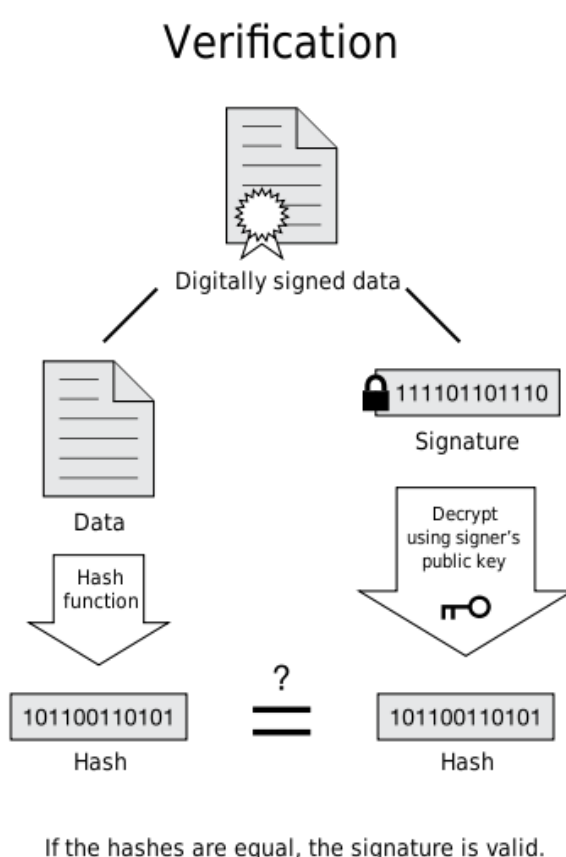 Verification
Digitally signed data
Data
Hash
function
101100110101
Hash
111101101110
Signature
Decrypt
using signer's
public key
?
=
101100110101
Hash
If the hashes are equal, the signature is valid.